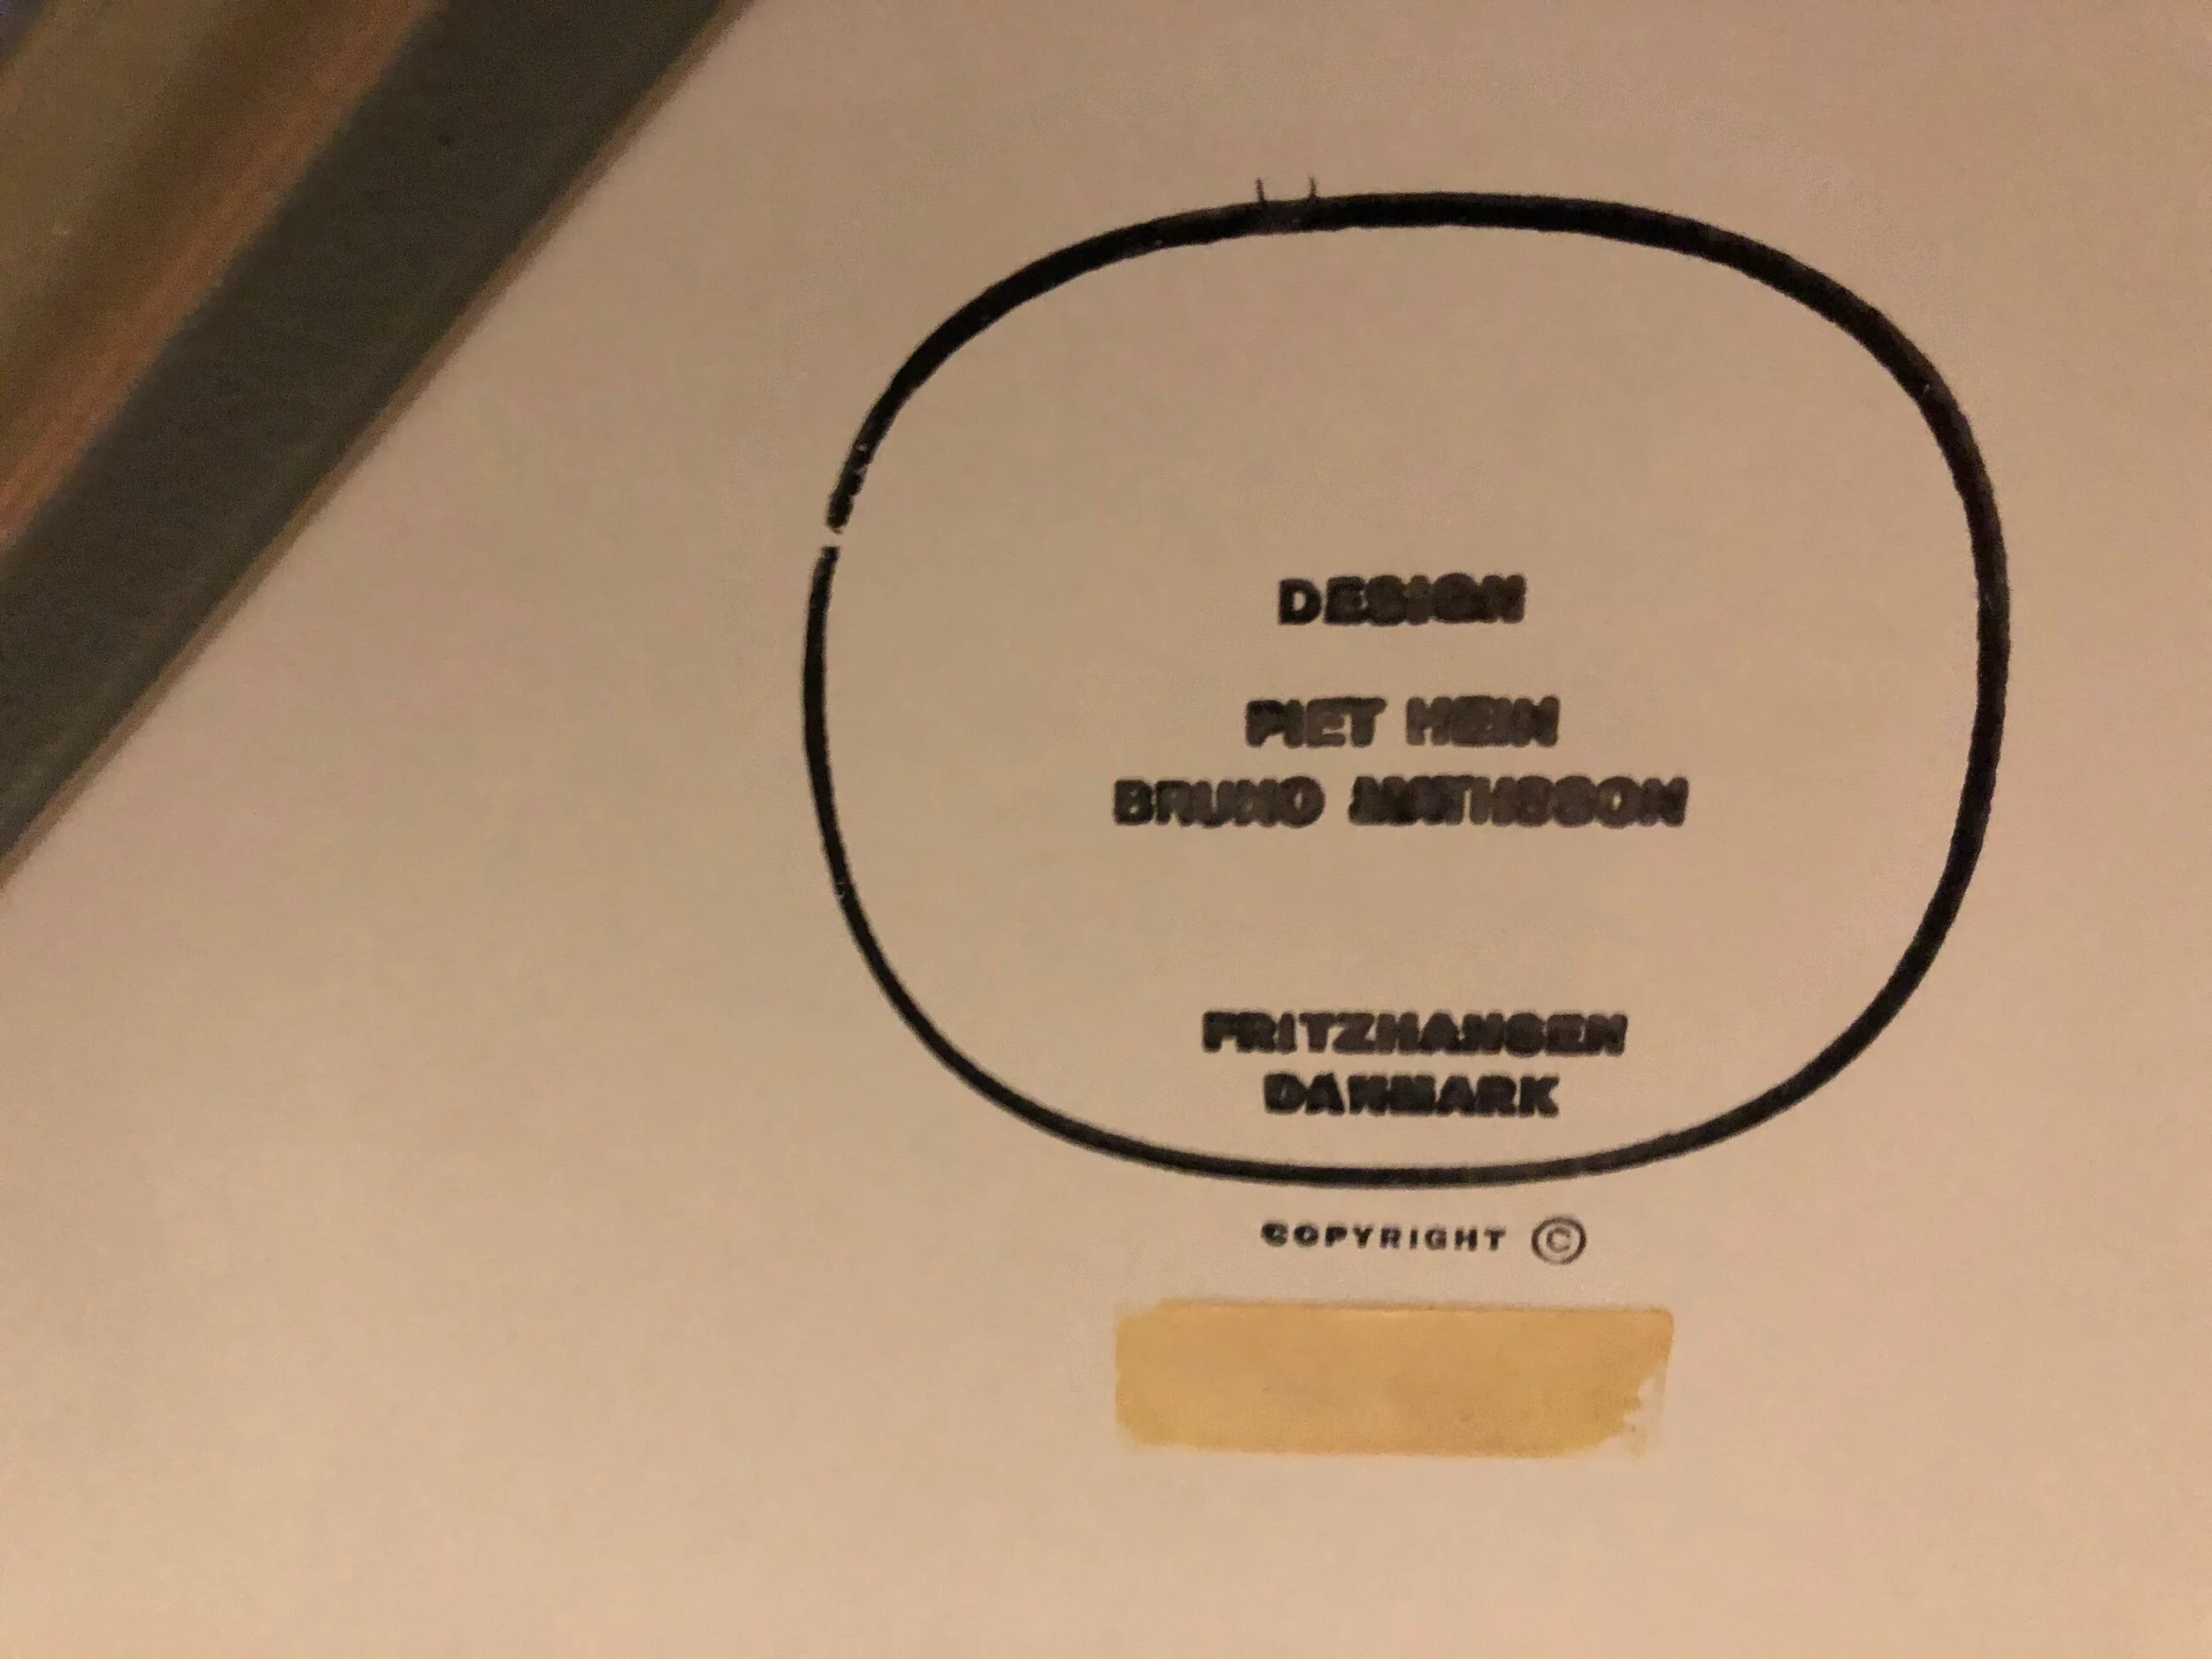 DESIGN
PIET HEIN
BRUNO MATHSSON
FRITZHANSEN
DANMARK
COPYRIGHT ©